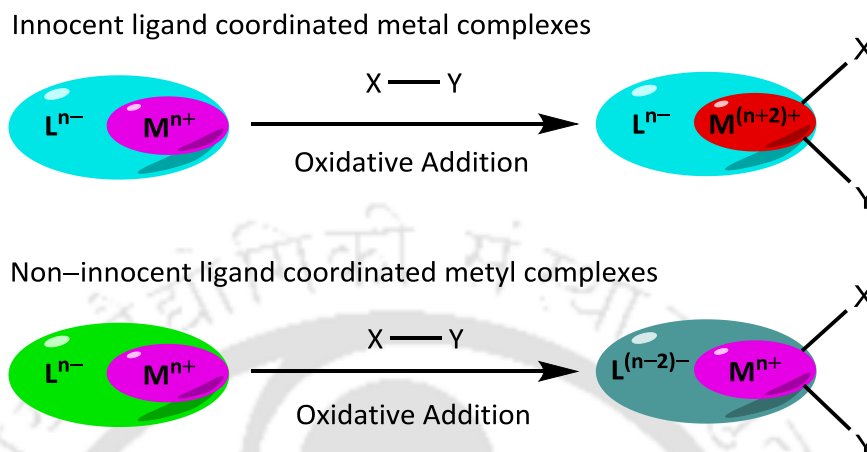 Innocent ligand coordinated metal complexes
Lⁿ⁻ Mⁿ⁺ X — Y Lⁿ⁻ M⁽ⁿ⁺²⁾⁺ X
Oxidative Addition
Y
Non–innocent ligand coordinated metyl complexes
Lⁿ⁻ Mⁿ⁺ X — Y L⁽ⁿ⁻²⁾⁻ Mⁿ⁺ X
Oxidative Addition
Y